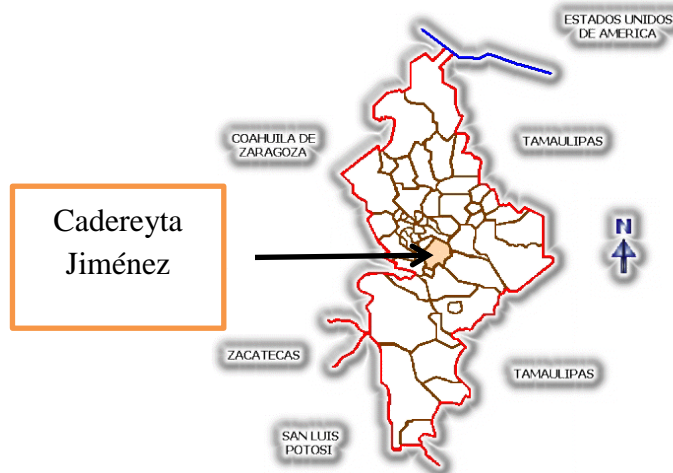 ESTADOS UNIDOS
DE AMERICA
COAHUILA DE
ZARAGOZA
TAMAULIPAS
Cadereyta
Jiménez
N
ZACATECAS
TAMAULIPAS
SAN LUIS
POTOSI